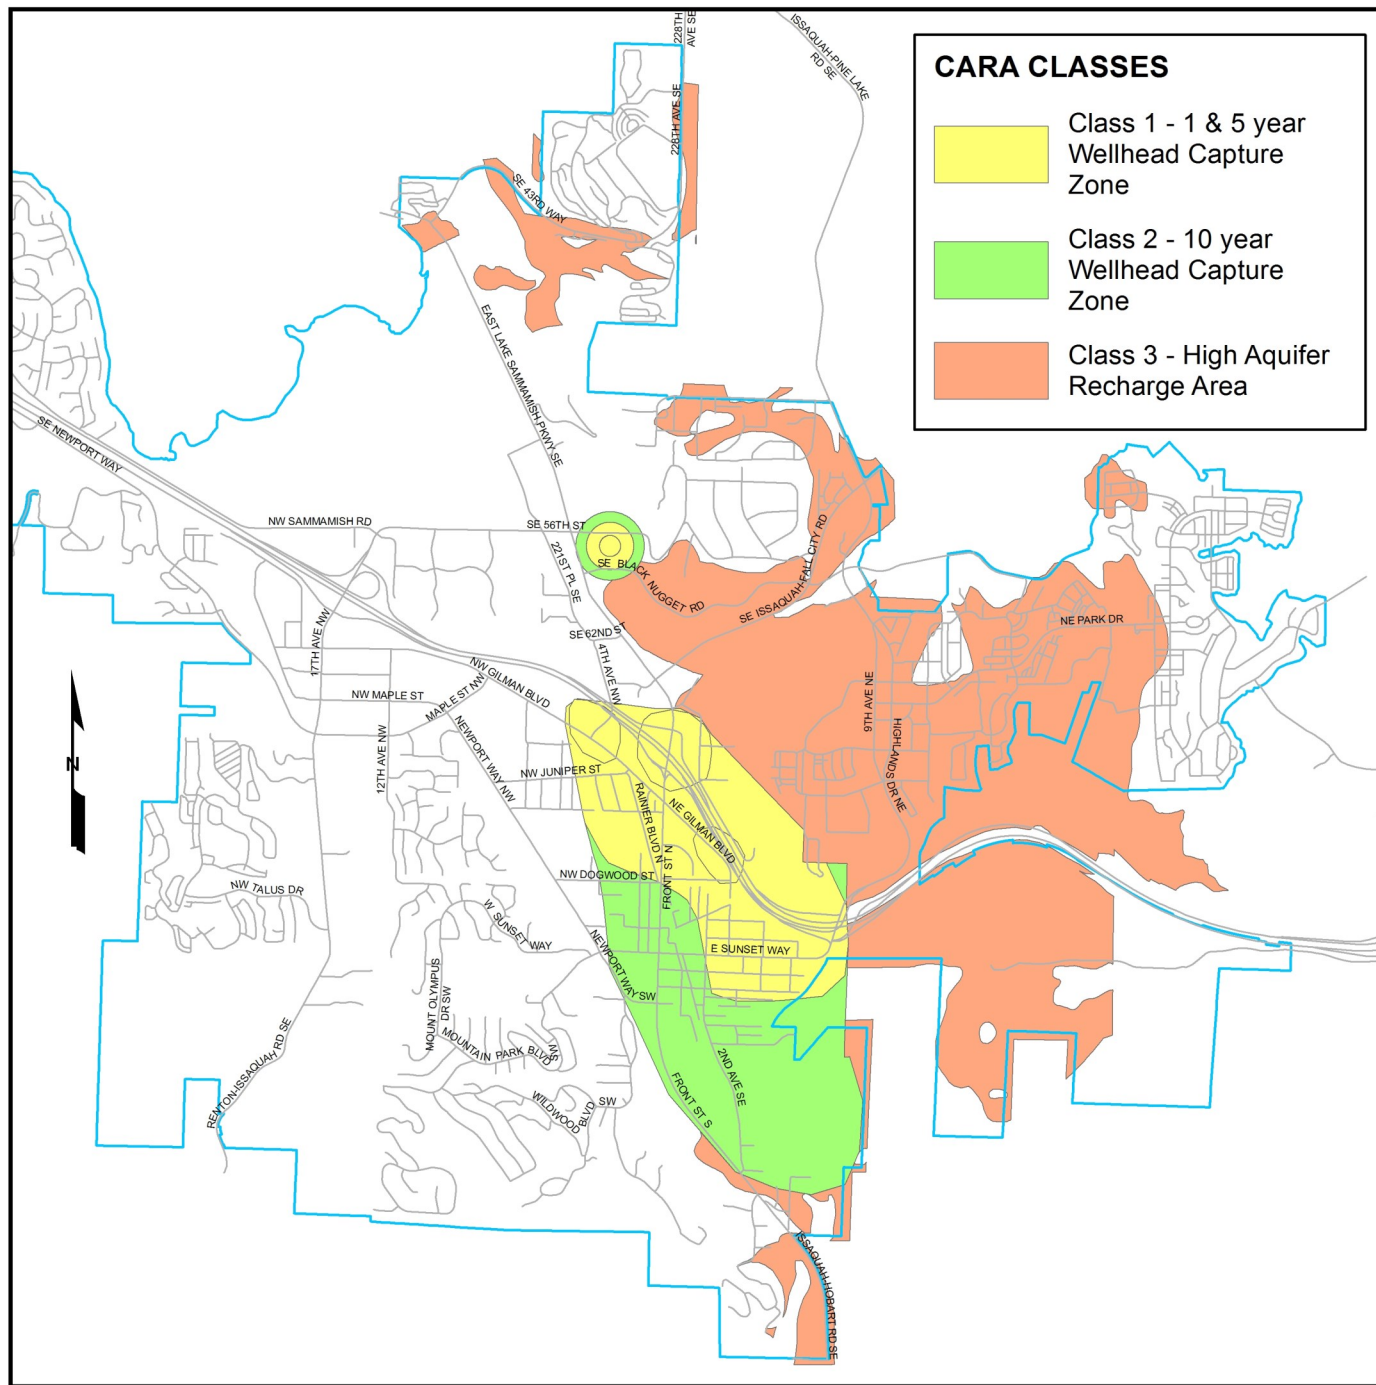 228TH
AVE SE
ISSAQUAH-PINE LAKE
RD SE
CARA CLASSES
Class 1 - 1 & 5 year
Wellhead Capture
Zone
Class 2 - 10 year
Wellhead Capture
Zone
Class 3 - High Aquifer
Recharge Area
228TH AVE SE
SE 43RD WAY
EAST LAKE SAMMAMISH PKWY SE
SE NEWPORT WAY
NW SAMMAMISH RD
SE 56TH ST
221ST PL SE
SE BLACK NUGGET RD
SE ISSAQUAH-FALL CITY RD
SE 62ND ST
NE PARK DR
17TH AVE NW
4TH AVE NW
NW GILMAN BLVD
NW MAPLE ST
MAPLE ST NW
9TH AVE NE
HIGHLANDS DR NE
12TH AVE NW
NEWPORT WAY NW
NW JUNIPER ST
RAINIER BLVD N
NE GILMAN BLVD
N
FRONT ST N
NW DOGWOOD ST
NW TALUS DR
W SUNSET
WAY
E SUNSET WAY
NEWPORT WAY SW
MOUNT OLYMPUS
DR SW
MOUNTAIN PARK BLVD
SW
WILDWOOD
BLVD SW
2ND AVE SE
FRONT ST S
RENTON-ISSAQUAH RD SE
ISSAQUAH-HOBART RD SE